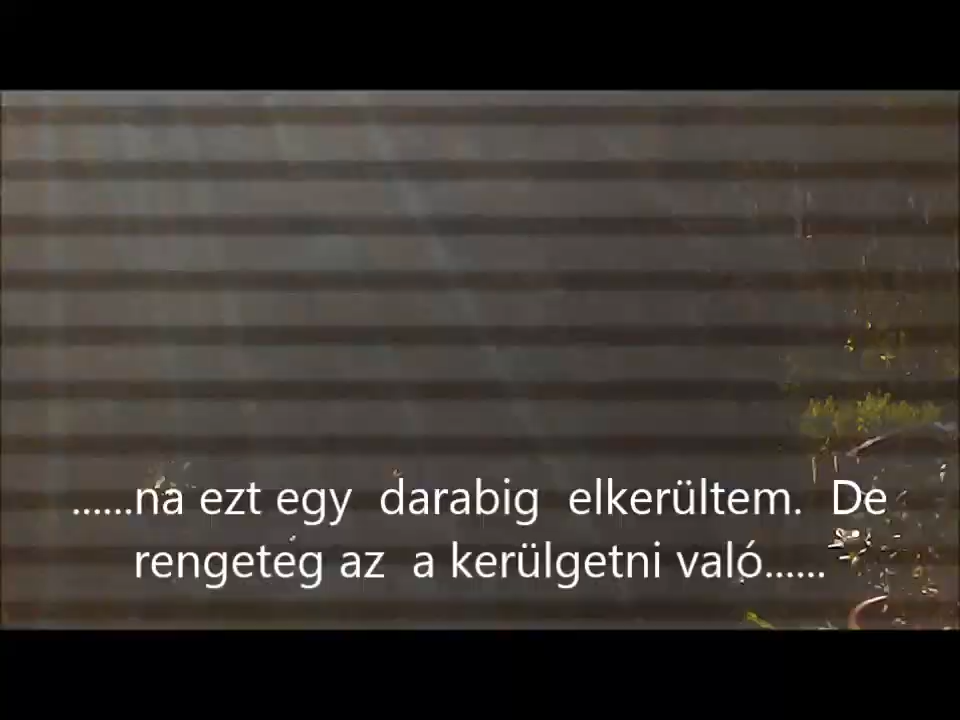 ......na ezt egy darabig elkerültem. De
rengeteg az a kerülgetni való......